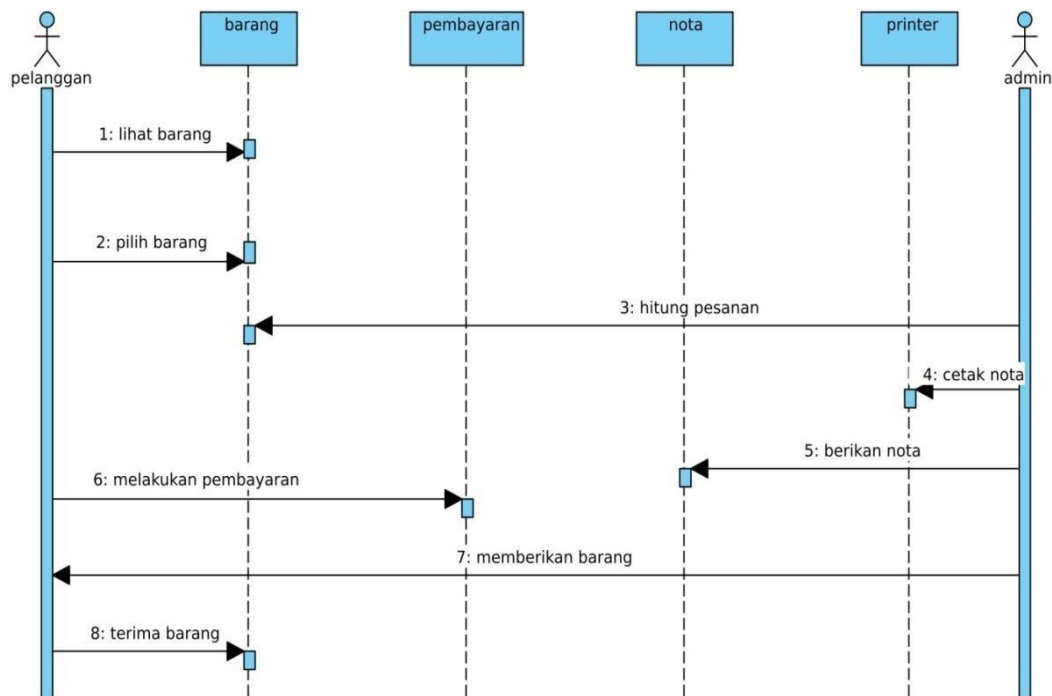 barang
pembayaran
nota
printer
pelanggan
admin
1: lihat barang
2: pilih barang
3: hitung pesanan
4: cetak nota
5: berikan nota
6: melakukan pembayaran
7: memberikan barang
8: terima barang